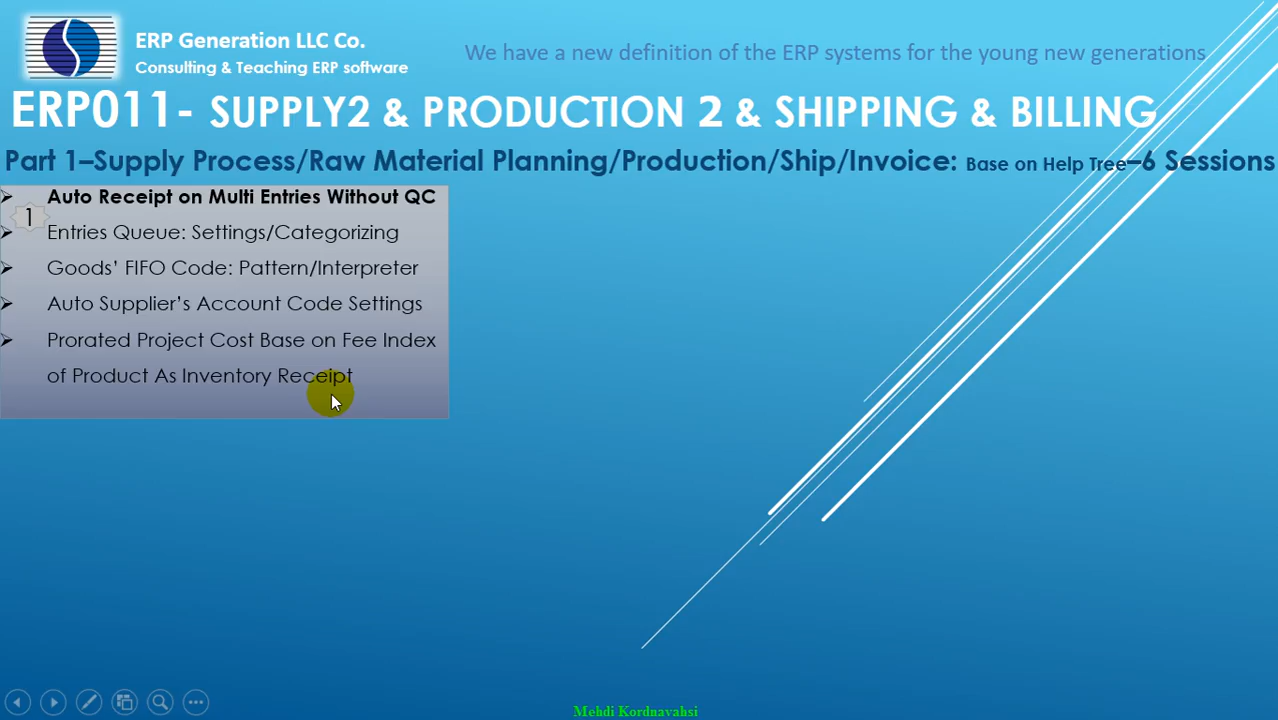 ERP Generation LLC Co.
Consulting & Teaching ERP software
We have a new definition of the ERP systems for the young new generations
ERP011- SUPPLY2 & PRODUCTION 2 & SHIPPING & BILLING
Part 1–Supply Process/Raw Material Planning/Production/Ship/Invoice: Base on Help Tree–6 Sessions
Auto Receipt on Multi Entries Without QC
1
Entries Queue: Settings/Categorizing
Goods’ FIFO Code: Pattern/Interpreter
Auto Supplier’s Account Code Settings
Prorated Project Cost Base on Fee Index
of Product As Inventory Receipt
Mehdi Kordnavahsi